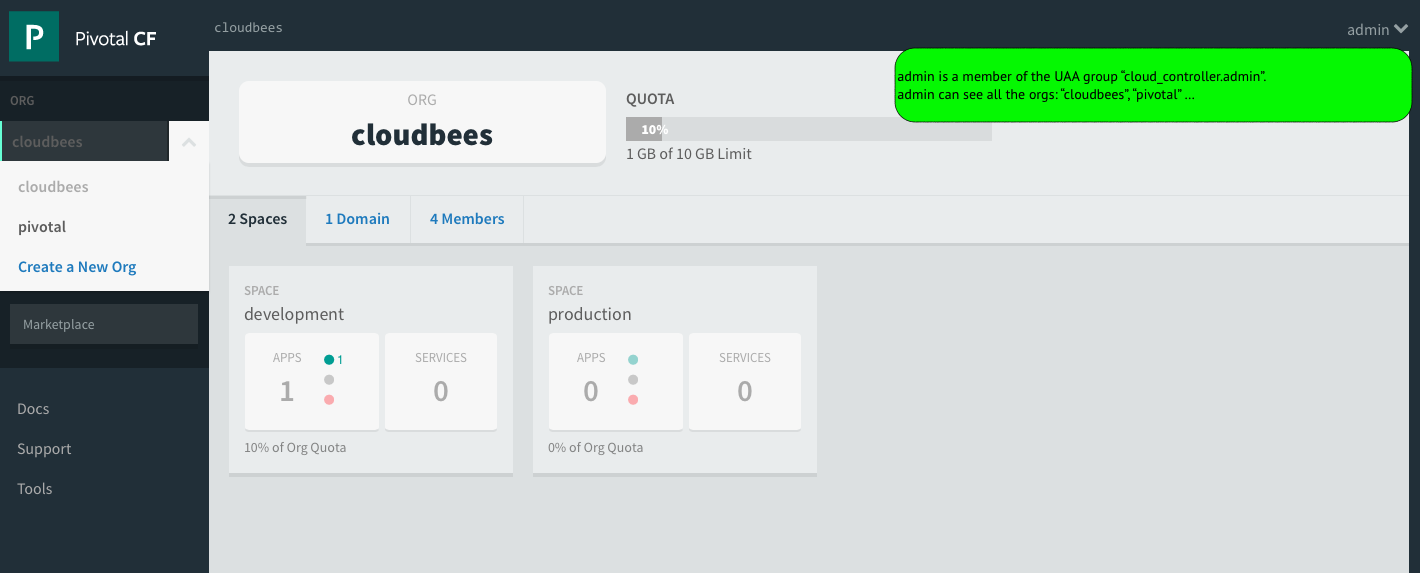 P Pivotal CF
cloudbees
admin
admin is a member of the UAA group “cloud_controller.admin”.
admin can see all the orgs: “cloudbees”, “pivotal” ...
ORG
cloudbees
cloudbees
pivotal
Create a New Org
Marketplace
Docs
Support
Tools
ORG
cloudbees
QUOTA
10%
1 GB of 10 GB Limit
2 Spaces
1 Domain
4 Members
SPACE
development
APPS
1
1
SERVICES
0
10% of Org Quota
SPACE
production
APPS
0
SERVICES
0
0% of Org Quota